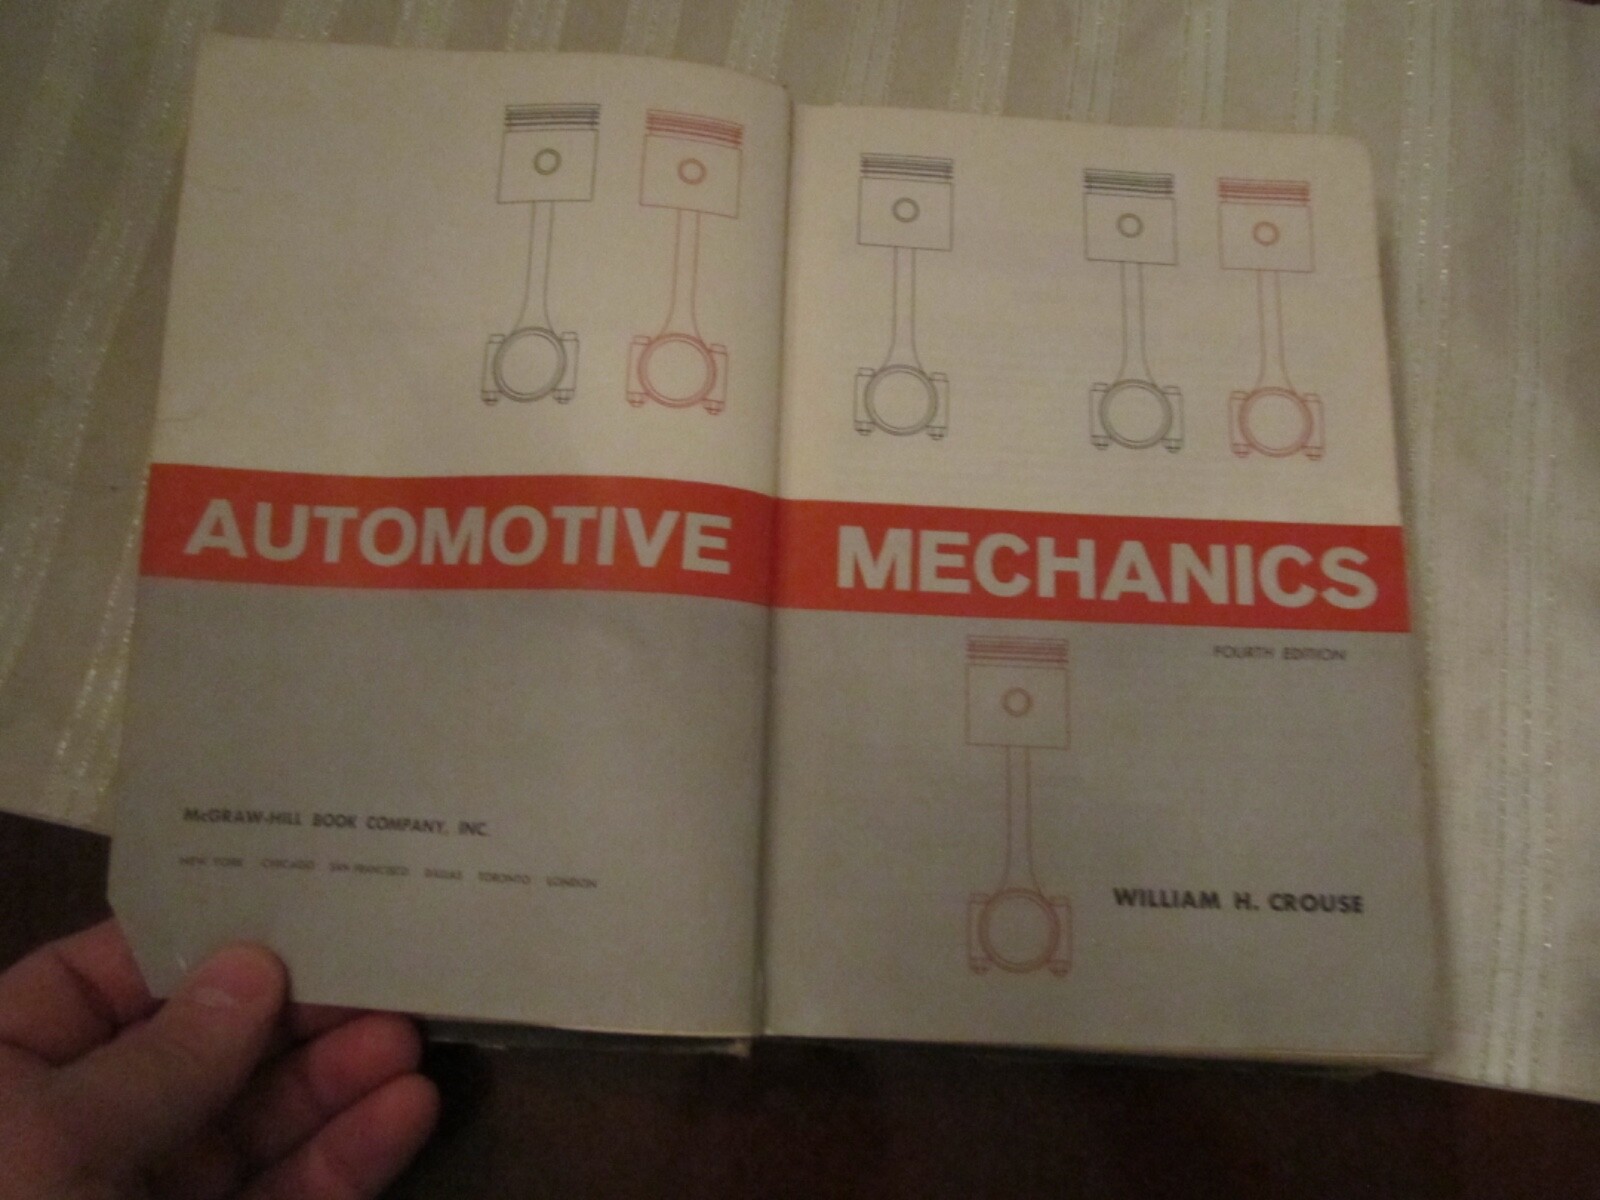 AUTOMOTIVE MECHANICS
FOURTH EDITION
McGRAW-HILL BOOK COMPANY, INC.
NEW YORK CHICAGO SAN FRANCISCO DALLAS TORONTO LONDON
WILLIAM H. CROUSE